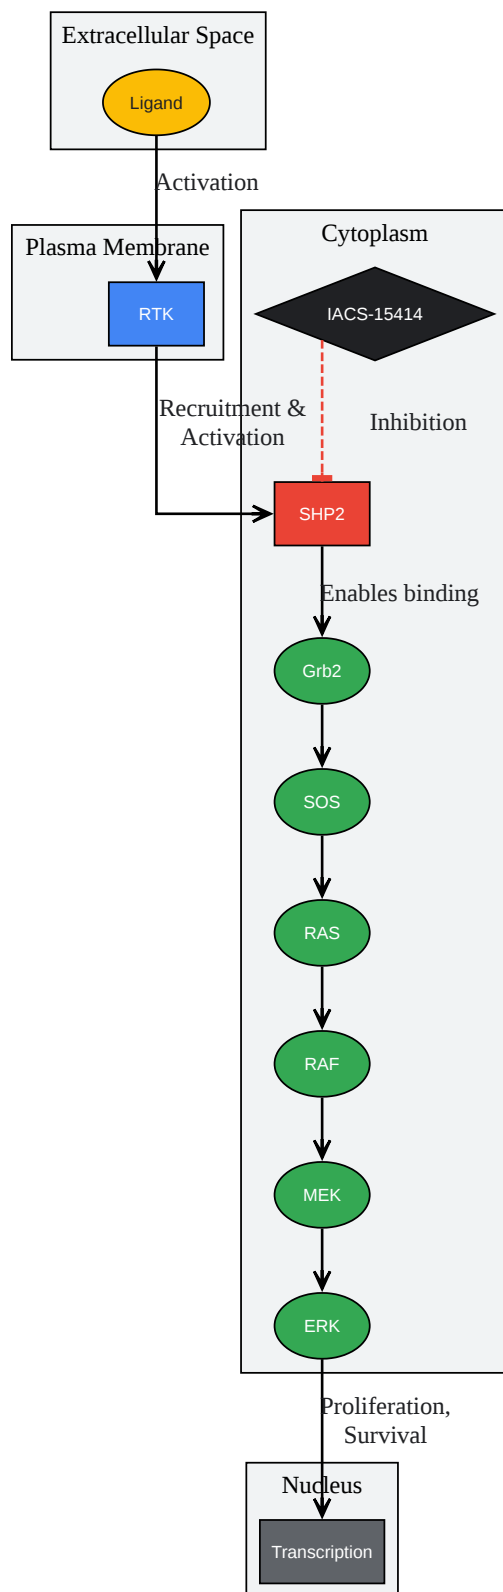 Extracellular Space
Ligand
Activation
Plasma Membrane
RTK
Cytoplasm
IACS-15414
Recruitment &
Activation
Inhibition
SHP2
Enables binding
Grb2
SOS
RAS
RAF
MEK
ERK
Proliferation,
Survival
Nucleus
Transcription